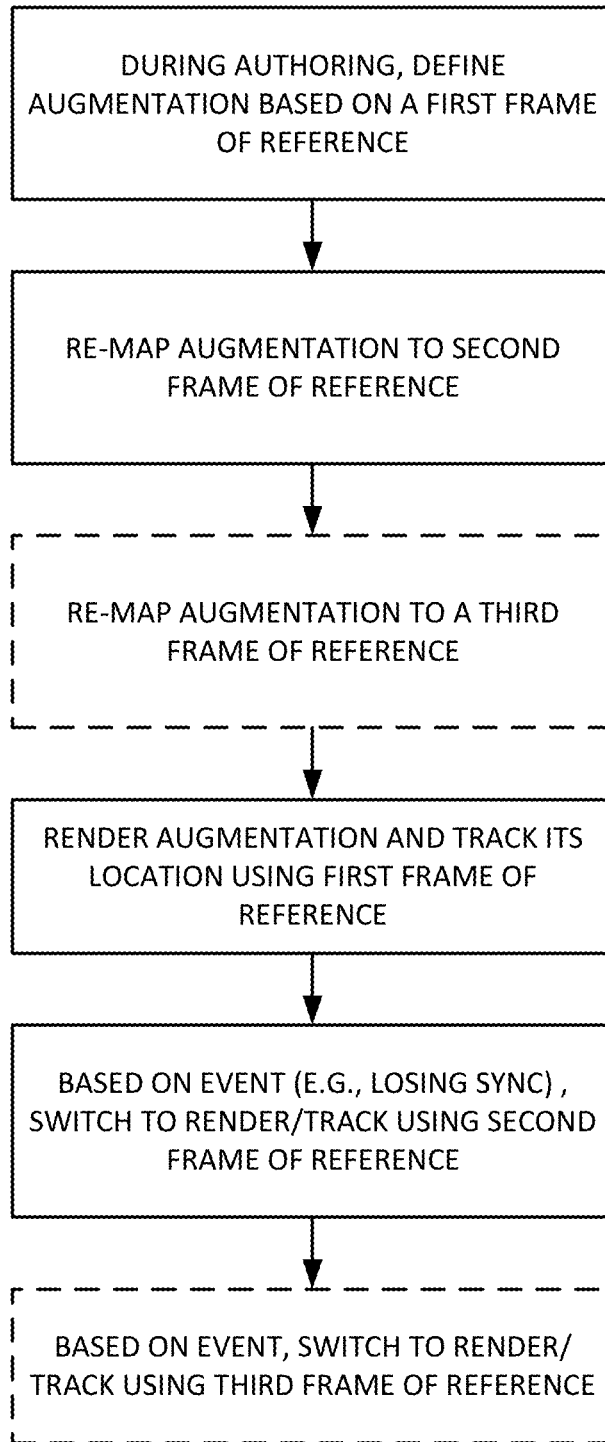 DURING AUTHORING, DEFINE
AUGMENTATION BASED ON A FIRST FRAME
OF REFERENCE
RE-MAP AUGMENTATION TO SECOND
FRAME OF REFERENCE
RE-MAP AUGMENTATION TO A THIRD
FRAME OF REFERENCE
RENDER AUGMENTATION AND TRACK ITS
LOCATION USING FIRST FRAME OF
REFERENCE
BASED ON EVENT (E.G., LOSING SYNC) ,
SWITCH TO RENDER/TRACK USING SECOND
FRAME OF REFERENCE
BASED ON EVENT, SWITCH TO RENDER/
TRACK USING THIRD FRAME OF REFERENCE